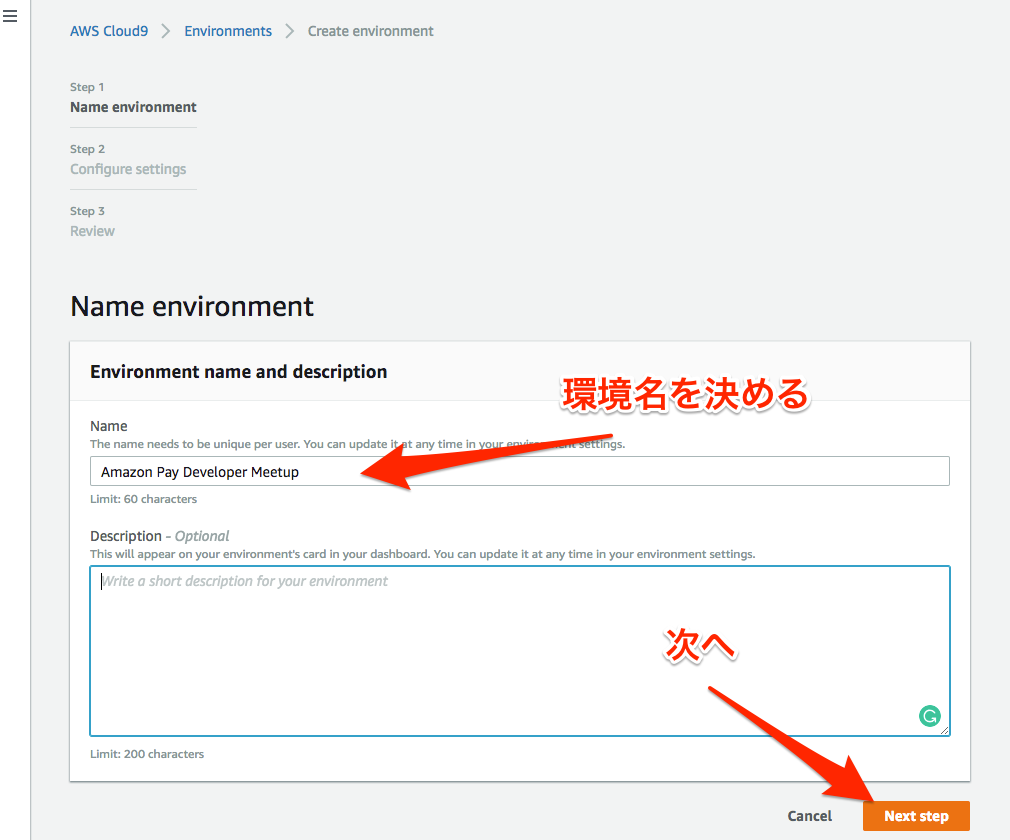 AWS Cloud9 > Environments > Create environment
Step 1
Name environment
Step 2
Configure settings
Step 3
Review
Name environment
Environment name and description
環境名を決める
Name
The name needs to be unique per user. You can update it at any time in your environment settings.
Amazon Pay Developer Meetup
Limit: 60 characters
Description - Optional
This will appear on your environment's card in your dashboard. You can update it at any time in your environment settings.
Write a short description for your environment
次へ
Limit: 200 characters
Cancel
Next step